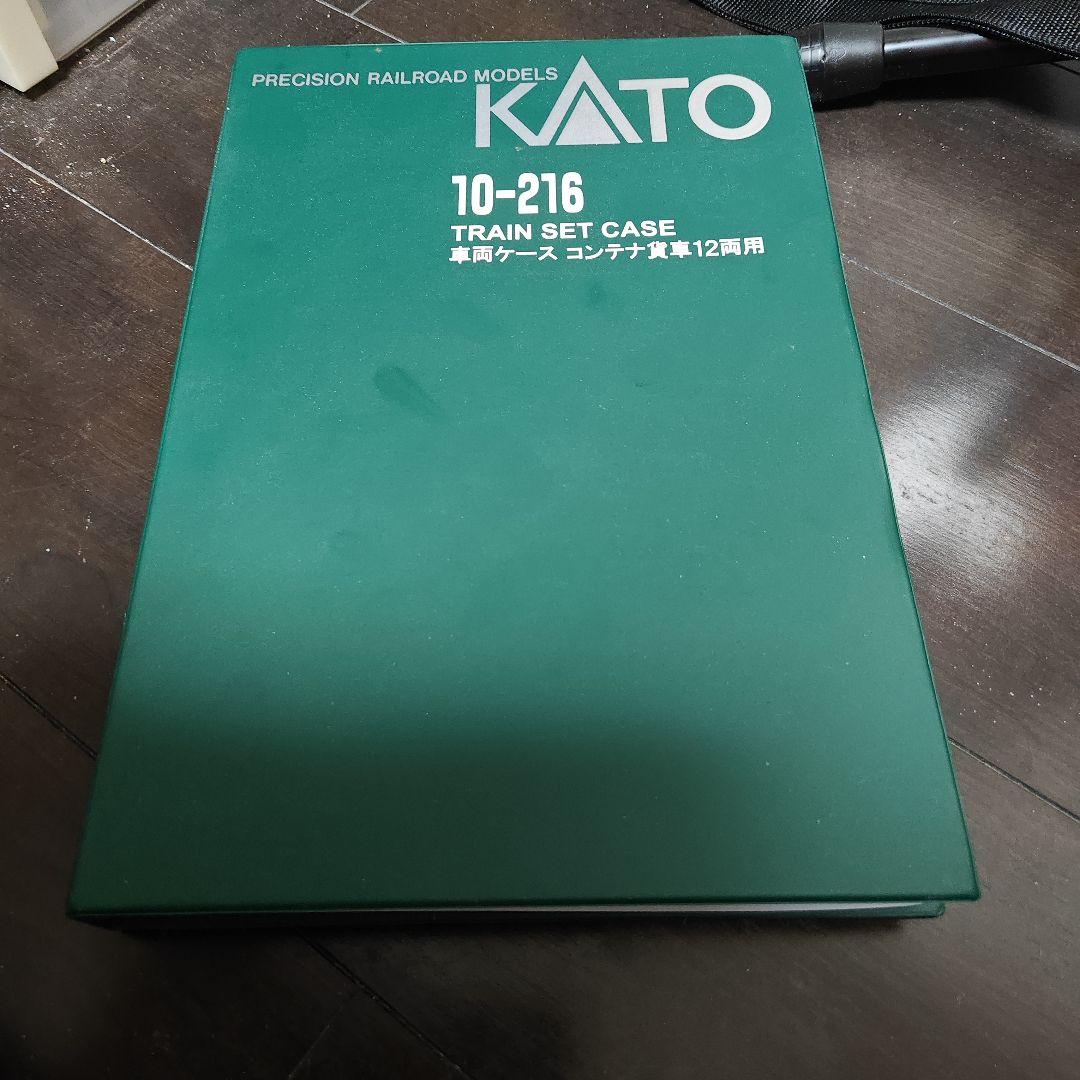 PRECISION RAILROAD MODELS
KATO
10-216
TRAIN SET CASE
車両ケース コンテナ貨車12両用